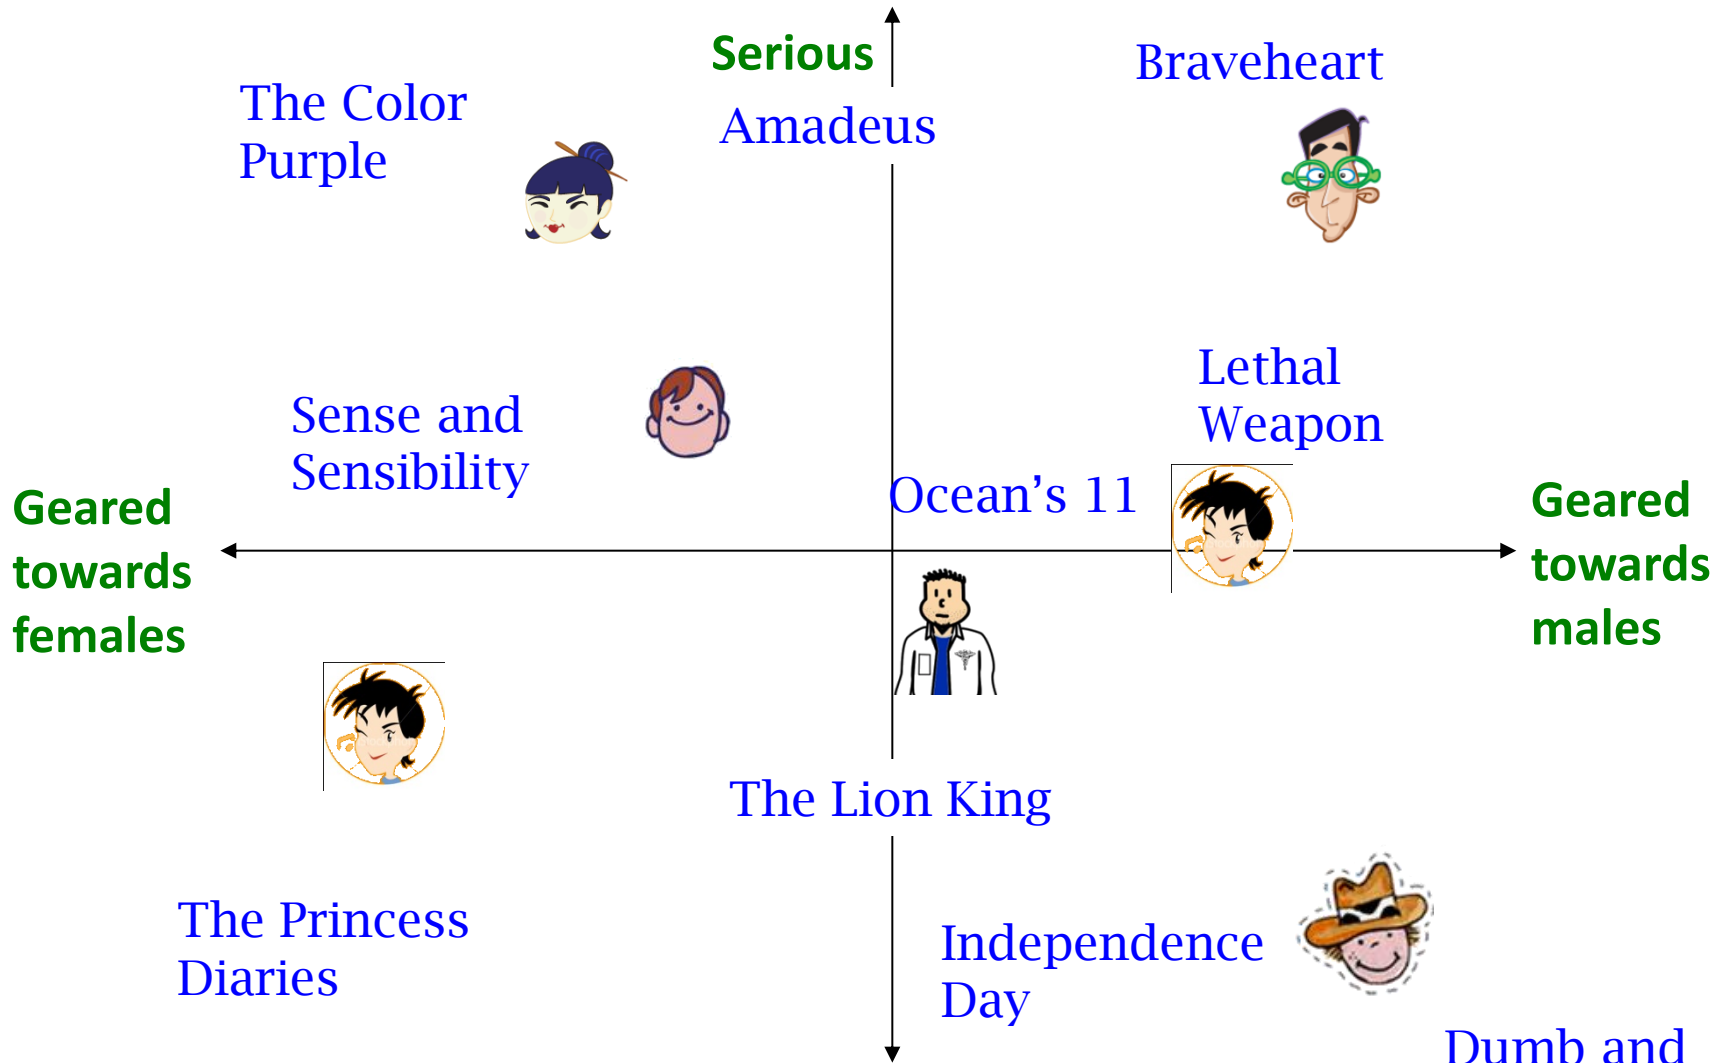 Serious
Braveheart
The Color
Purple
Amadeus
Lethal
Weapon
Sense and
Sensibility
Ocean’s 11
Geared
towards
females
Geared
towards
males
The Lion King
The Princess
Diaries
Independence
Day
Dumb and